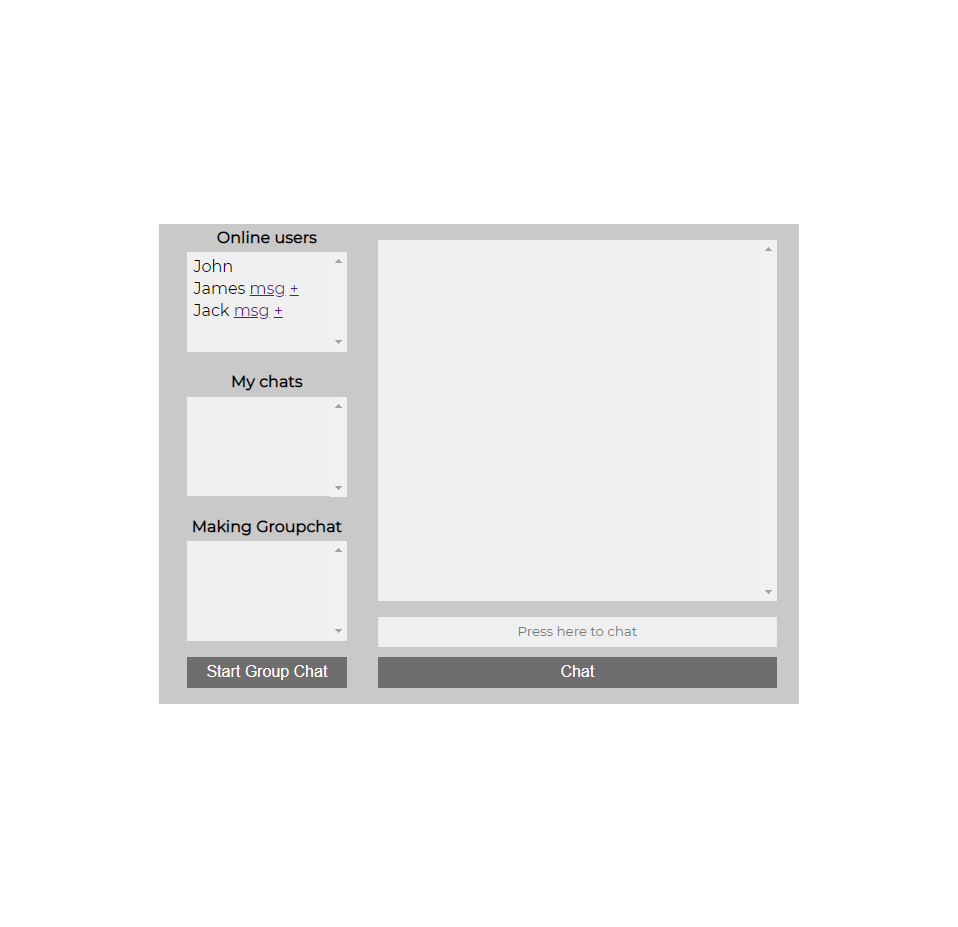 Online users
John
James msg +
Jack msg +
My chats
Making Groupchat
Start Group Chat
Press here to chat
Chat